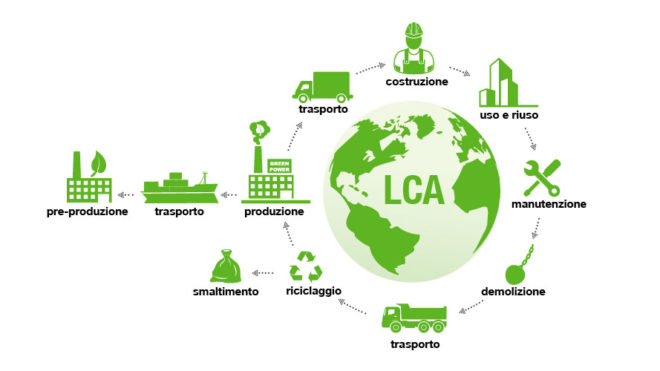 costruzione
trasporto
uso e riuso
GREEN
POWER
LCA
pre-produzione
trasporto
produzione
manutenzione
smaltimento
riciclaggio
demolizione
trasporto